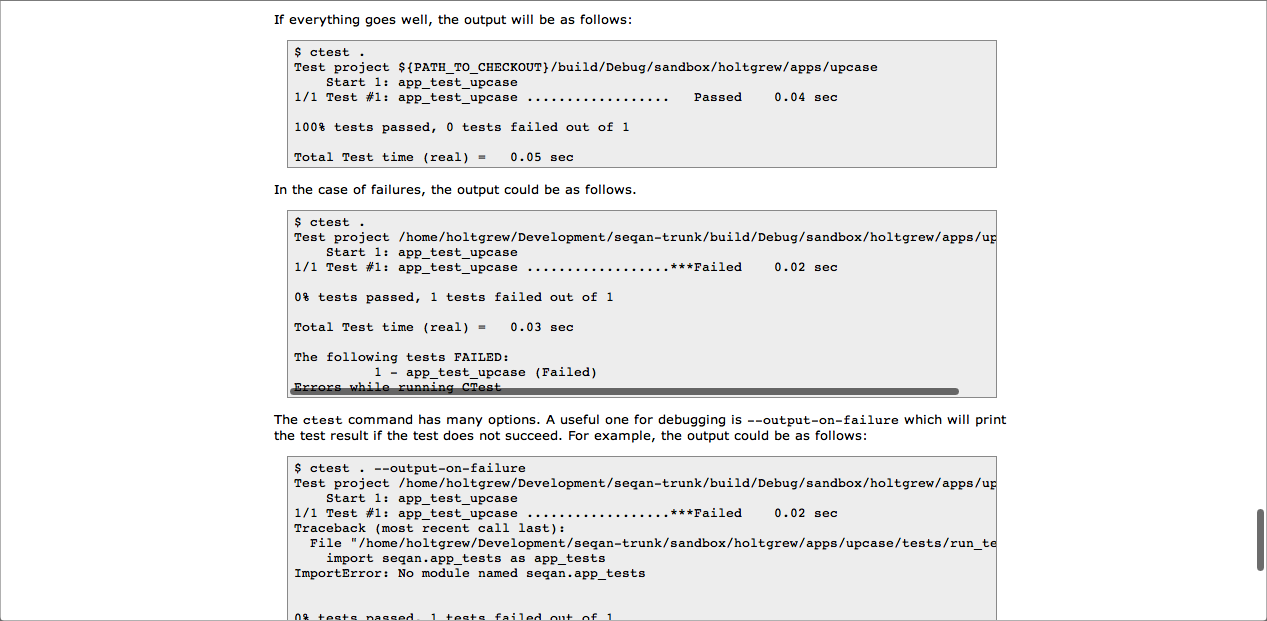 If everything goes well, the output will be as follows:
$ ctest .
Test project ${PATH_TO_CHECKOUT}/build/Debug/sandbox/holtgrew/apps/upcase
    Start 1: app_test_upcase
1/1 Test #1: app_test_upcase ..................   Passed    0.04 sec

100% tests passed, 0 tests failed out of 1

Total Test time (real) =   0.05 sec
In the case of failures, the output could be as follows.
$ ctest .
Test project /home/holtgrew/Development/seqan-trunk/build/Debug/sandbox/holtgrew/apps/up
    Start 1: app_test_upcase
1/1 Test #1: app_test_upcase ..................***Failed    0.02 sec

0% tests passed, 1 tests failed out of 1

Total Test time (real) =   0.03 sec

The following tests FAILED:
          1 - app_test_upcase (Failed)
Errors while running CTest
The ctest command has many options. A useful one for debugging is --output-on-failure which will print
the test result if the test does not succeed. For example, the output could be as follows:
$ ctest . --output-on-failure
Test project /home/holtgrew/Development/seqan-trunk/build/Debug/sandbox/holtgrew/apps/up
    Start 1: app_test_upcase
1/1 Test #1: app_test_upcase ..................***Failed    0.02 sec
Traceback (most recent call last):
  File "/home/holtgrew/Development/seqan-trunk/sandbox/holtgrew/apps/upcase/tests/run_te
    import seqan.app_tests as app_tests
ImportError: No module named seqan.app_tests

0% tests passed, 1 tests failed out of 1